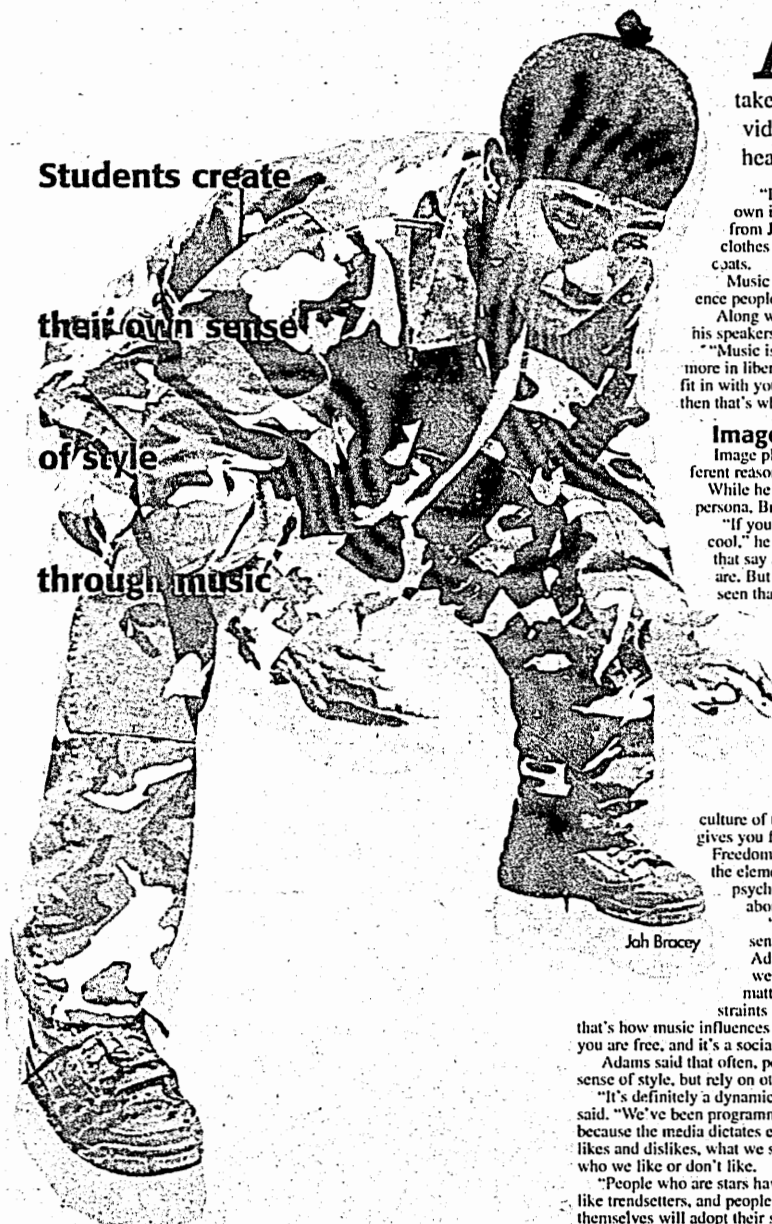 Students create
their own sense
of style
through music
Jah Bracey
A
take
vid
hea
own i
from J
clothes
coats.
Music
ence people
Along w
his speakers
"Music is
more in liber
fit in with yo
then that's wh
Image
Image pl
ferent reaso
While he
persona, Br
"If you
cool," he
that say
are. But
seen tha
culture of
gives you f
Freedom
the eleme
psych
abo
sen
Ad
we
matt
straints
that's how music influences
you are free, and it's a socia
Adams said that often, pe
sense of style, but rely on ot
"It's definitely a dynamic
said. "We've been programm
because the media dictates e
likes and dislikes, what we s
who we like or don't like.
"People who are stars hav
like trendsetters, and people
themselves will adopt their s